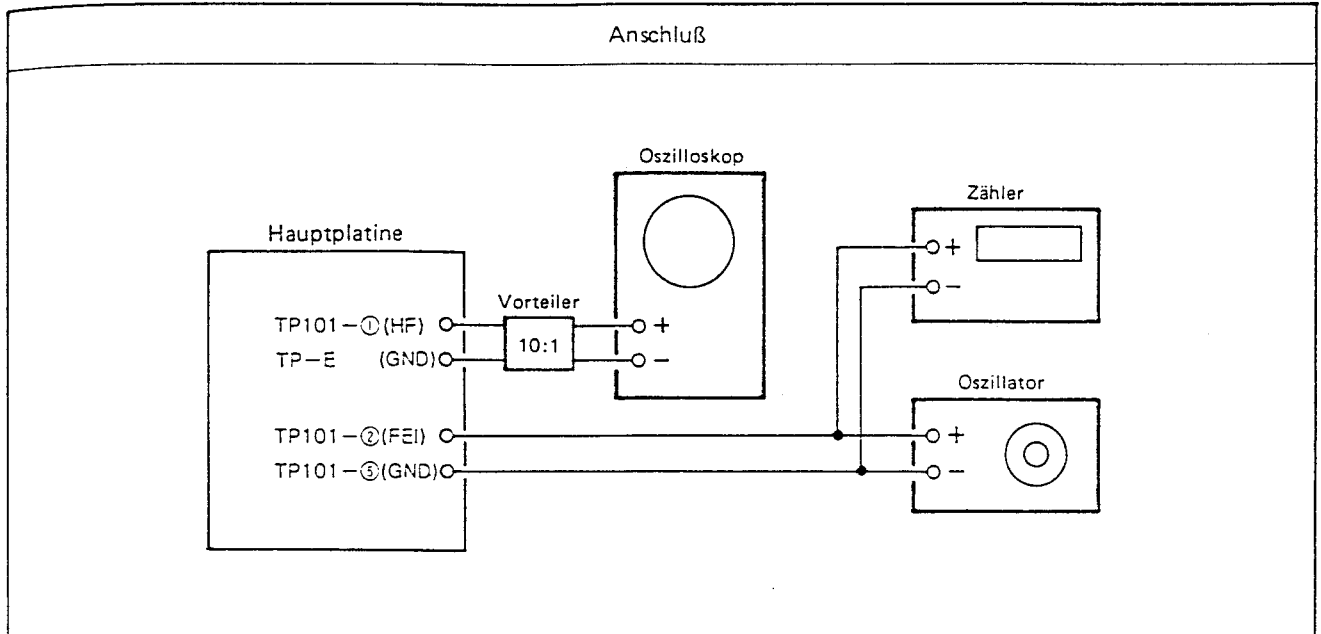 Anschluß
Oszilloskop
Zähler
Hauptplatine
Vorteiler
TP101-①(HF)
10:1
TP-E (GND)
TP101-②(FEI)
TP101-⑤(GND)
+
−
+
−
Oszillator
+
−